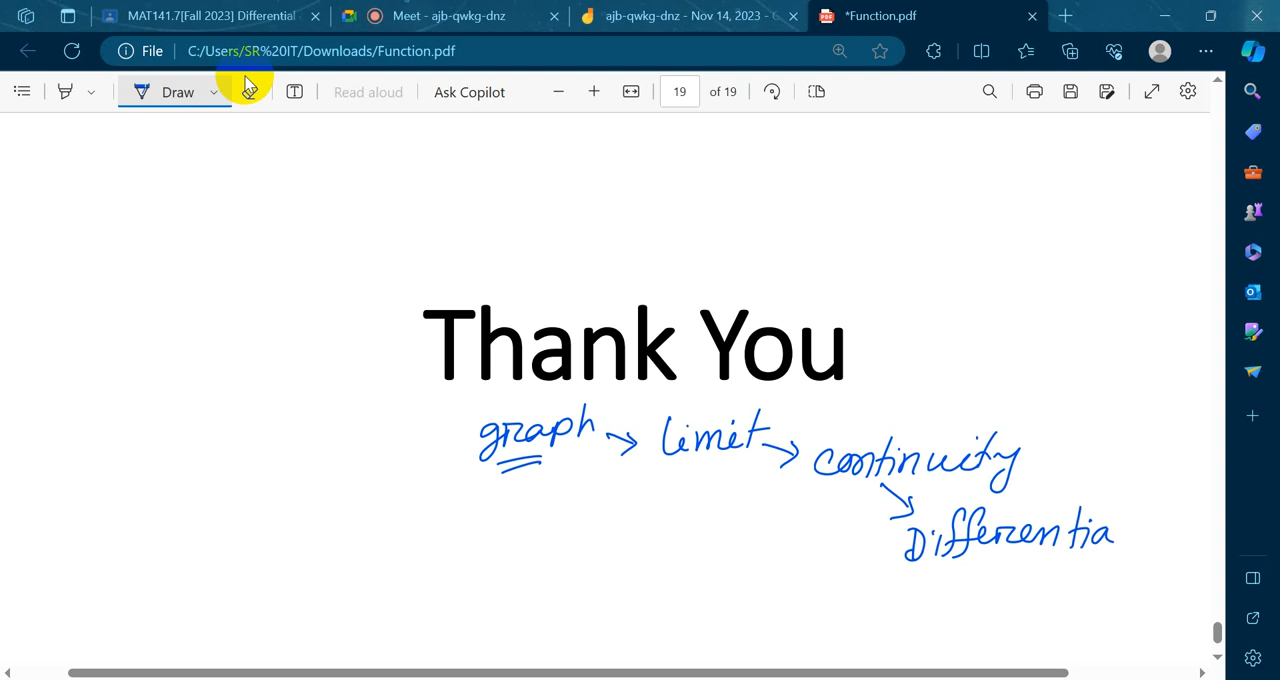 MAT141.7[Fall 2023] Differential
Meet - ajb-qwkg-dnz
ajb-qwkg-dnz - Nov 14, 2023 - G
*Function.pdf
File
C:/Users/SR%20IT/Downloads/Function.pdf
Draw
Read aloud
Ask Copilot
19
of 19
Thank You
graph → limit → continuity
→ Differentia